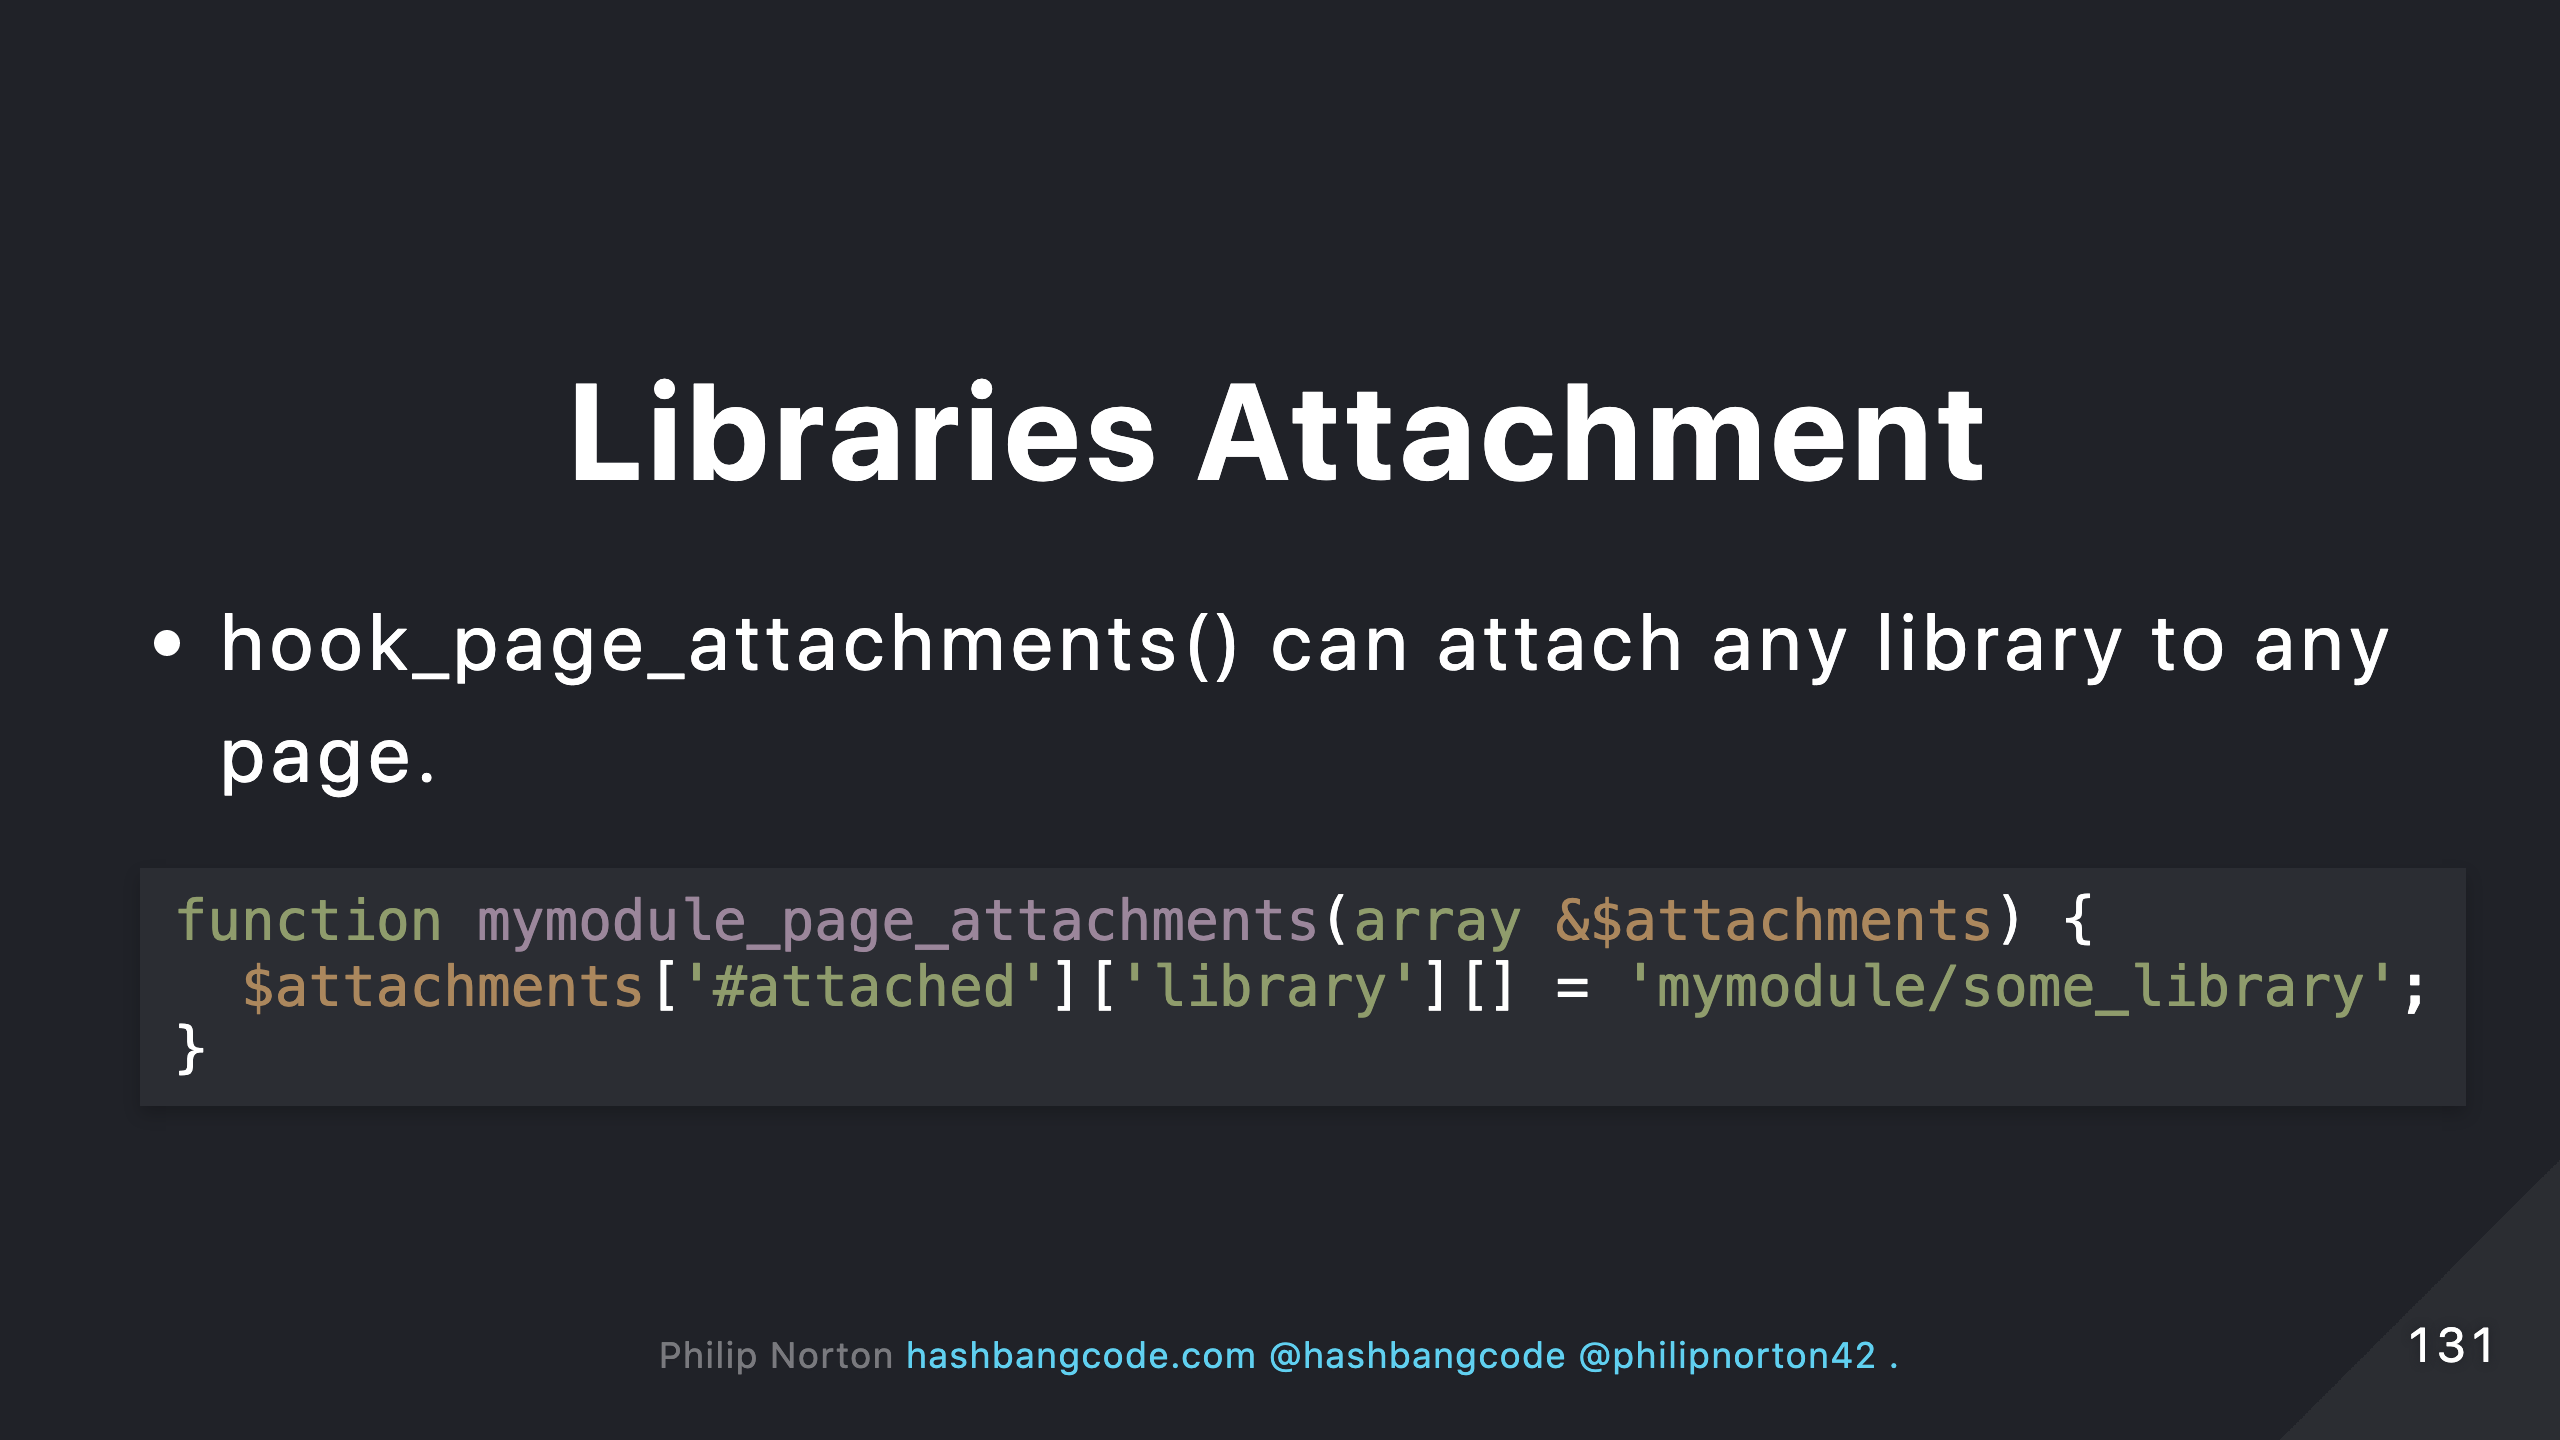 Libraries Attachment
• hook_page_attachments() can attach any library to any
page.
function mymodule_page_attachments(array &$attachments) {
  $attachments['#attached']['library'][] = 'mymodule/some_library';
}
Philip Norton hashbangcode.com @hashbangcode @philipnorton42 .
131